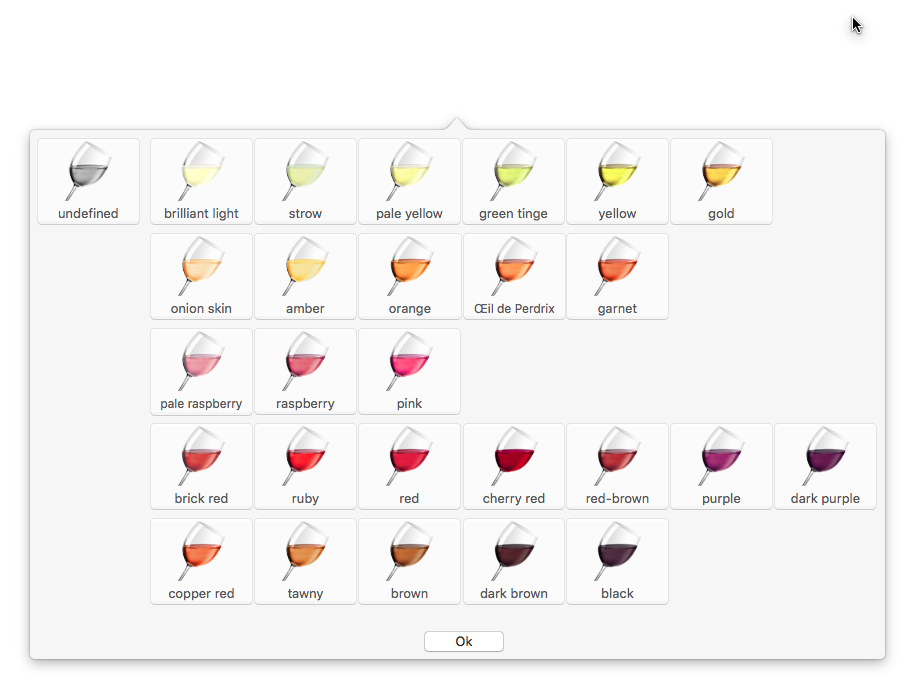 undefined
brilliant light
strow
pale yellow
green tinge
yellow
gold
onion skin
amber
orange
Œil de Perdrix
garnet
pale raspberry
raspberry
pink
brick red
ruby
red
cherry red
red-brown
purple
dark purple
copper red
tawny
brown
dark brown
black
Ok